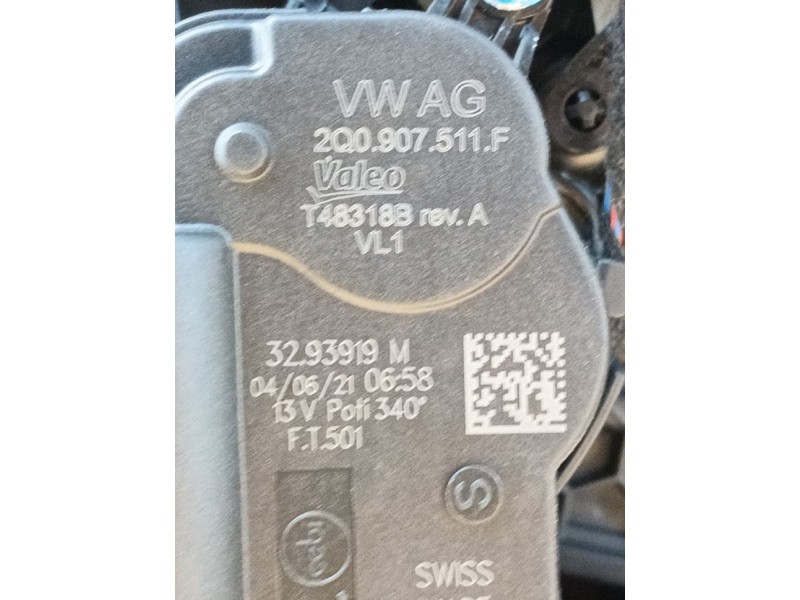 VW AG
2Q0.907.511.F
Valeo
T48318B rev. A
VL1
32.93919 M
04/06/21 06:58
13V Poti 340°
F.T.501
S
SWISS